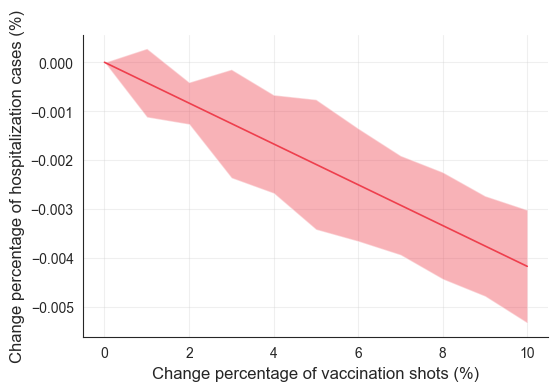 Change percentage of hospitalization cases (%)
0.000
−0.001
−0.002
−0.003
−0.004
−0.005
0 2 4 6 8 10
Change percentage of vaccination shots (%)